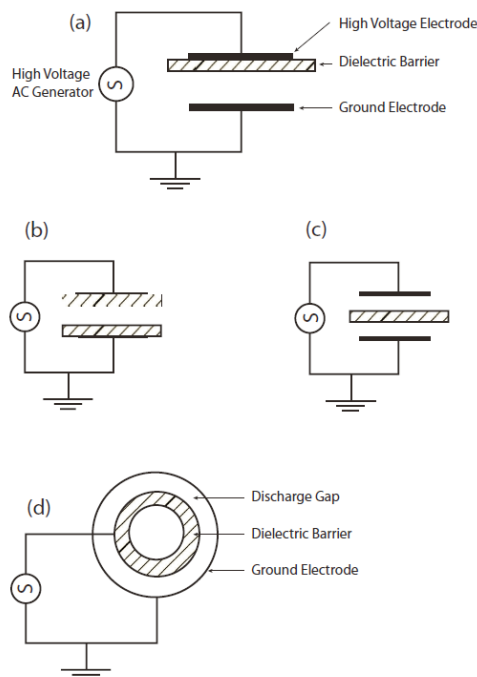 (a)
High Voltage Electrode
Dielectric Barrier
High Voltage
AC Generator
S
Ground Electrode
(b)
(c)
S
S
(d)
Discharge Gap
Dielectric Barrier
Ground Electrode
S